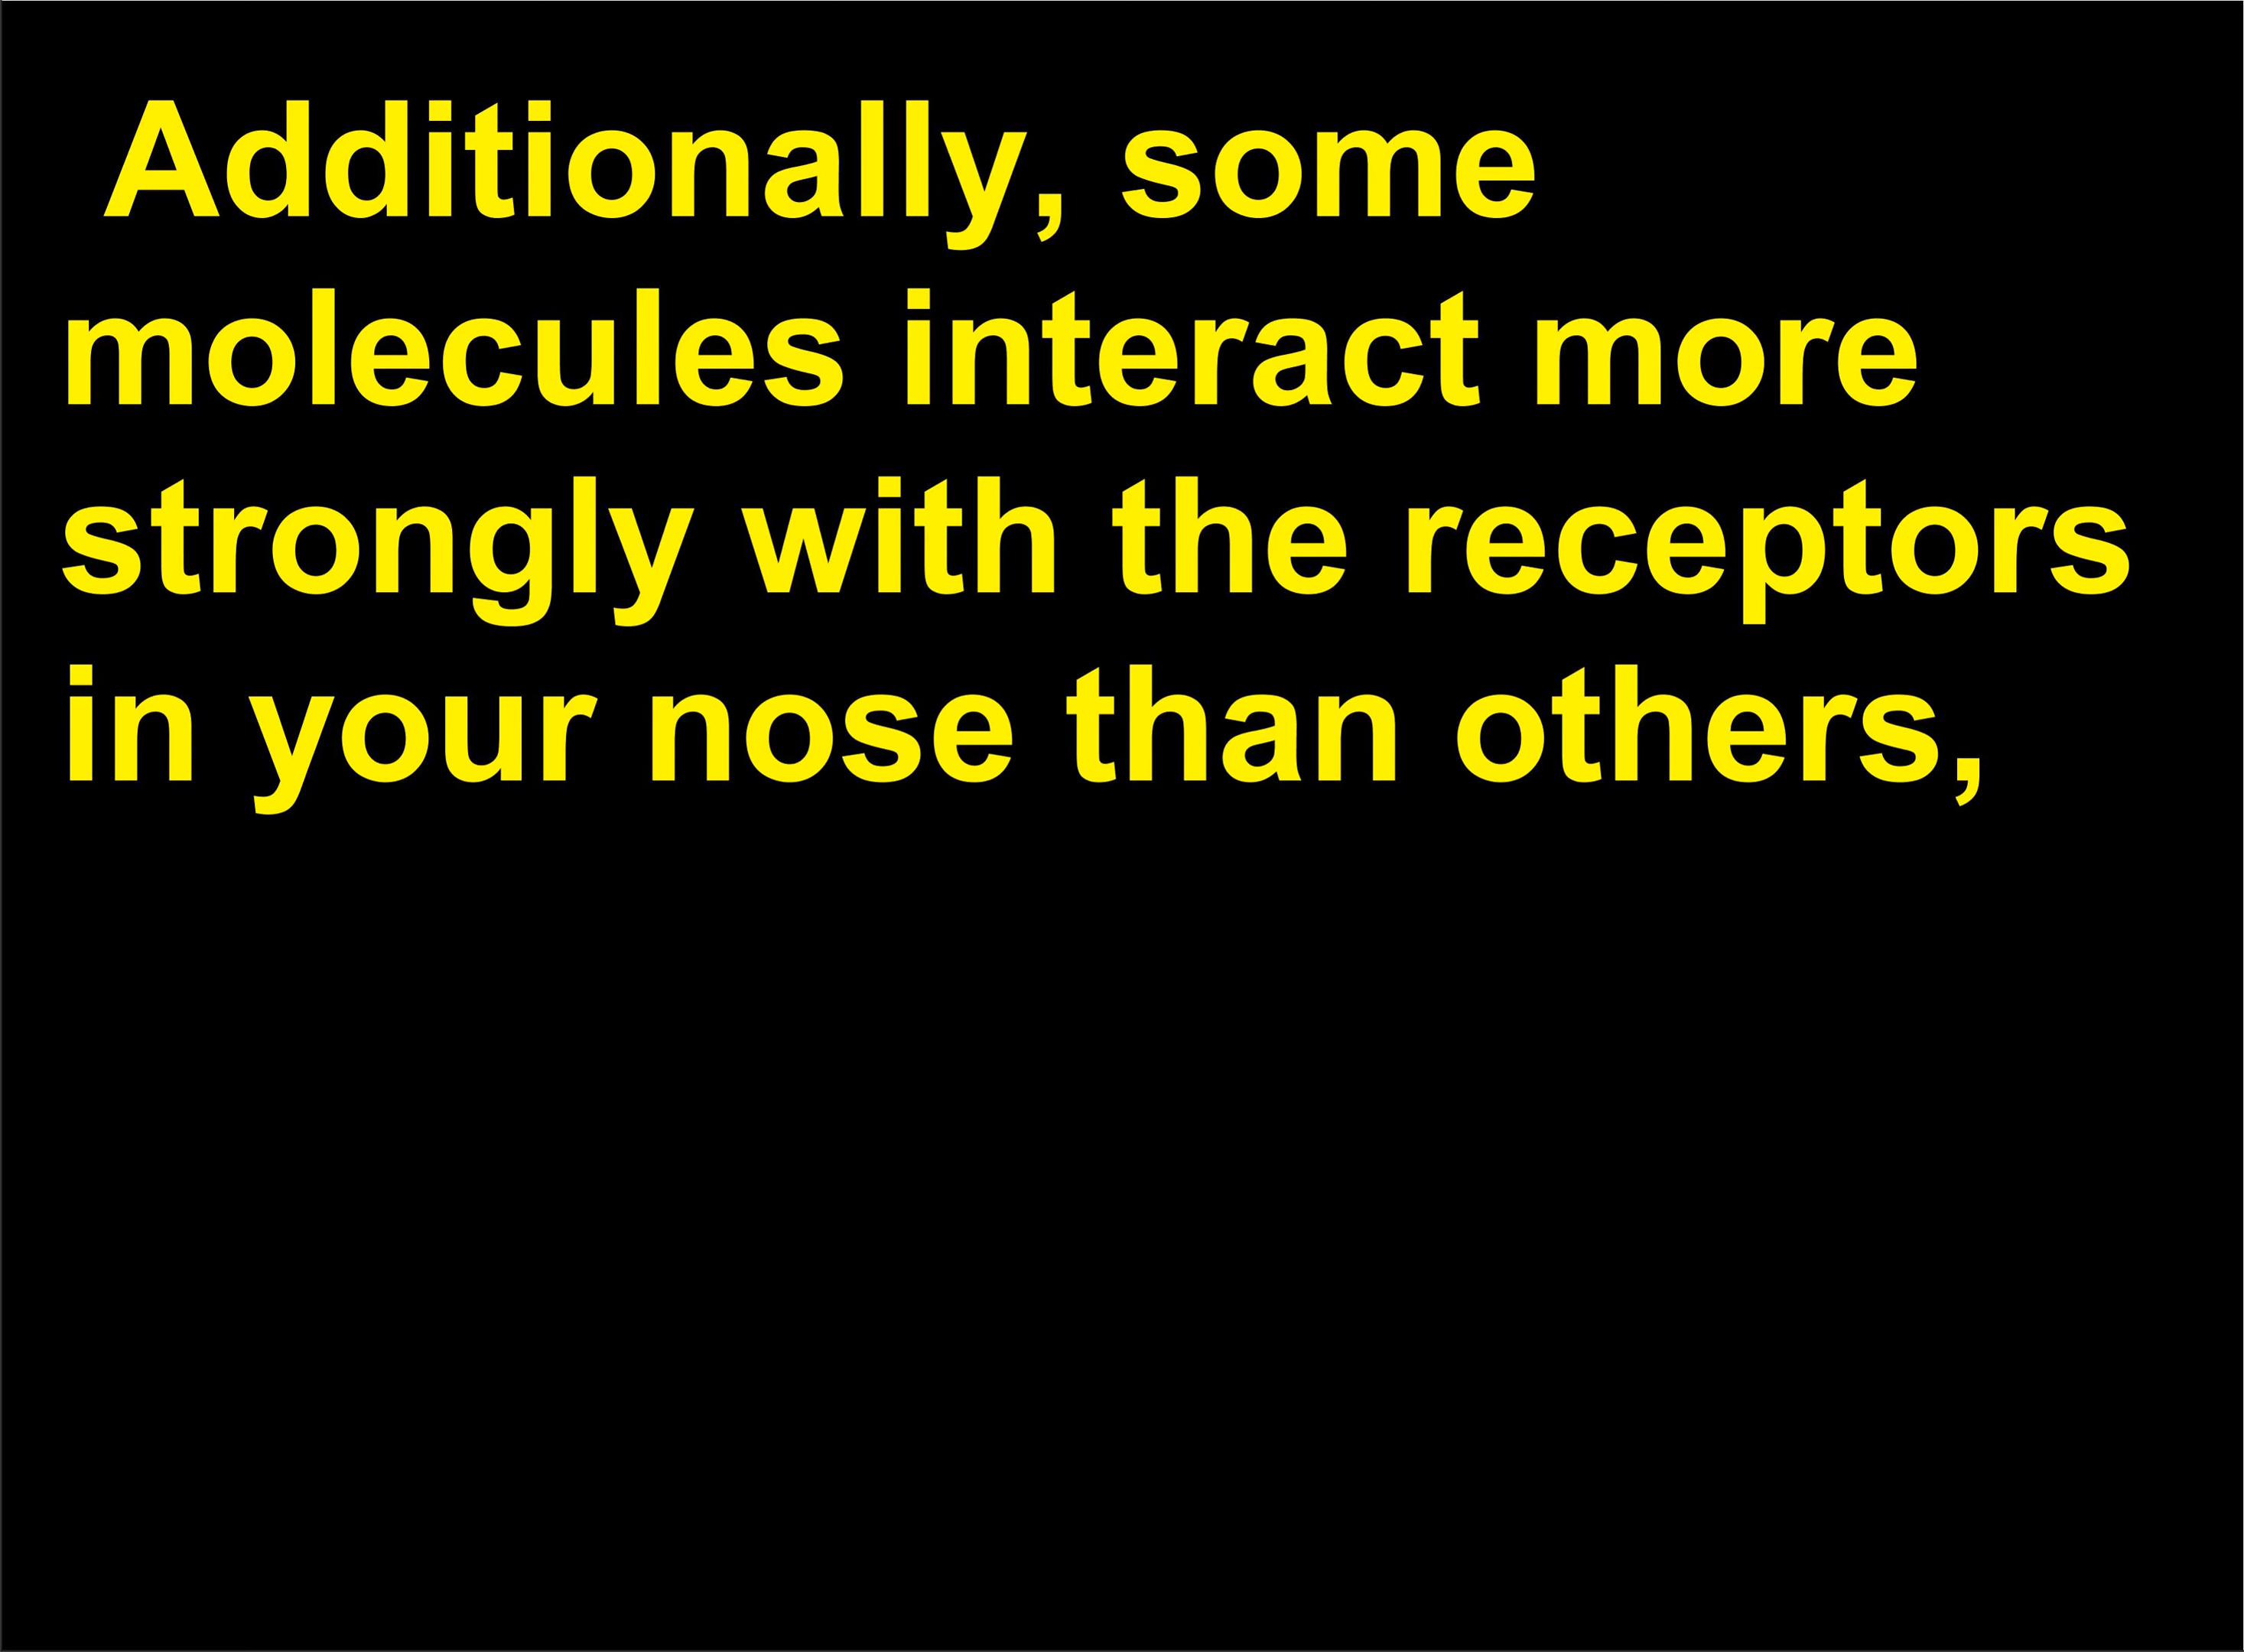 Additionally, some
molecules interact more
strongly with the receptors
in your nose than others,